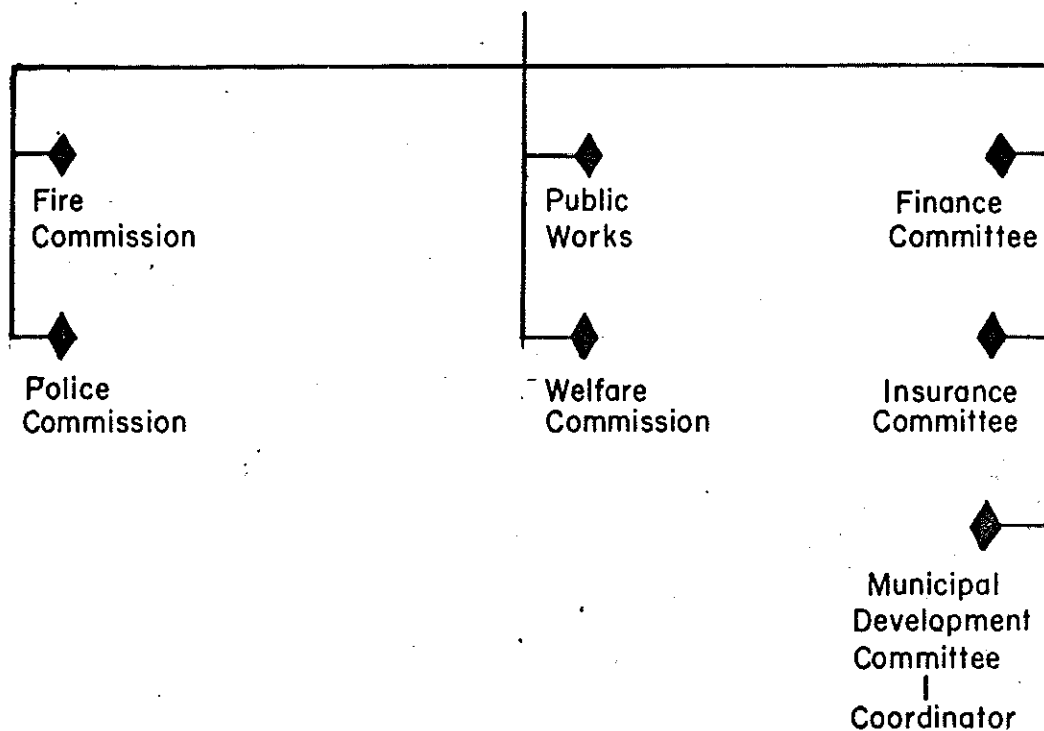 Fire
Commission
Public
Works
Finance
Committee
Police
Commission
Welfare
Commission
Insurance
Committee
Municipal
Development
Committee
Coordinator